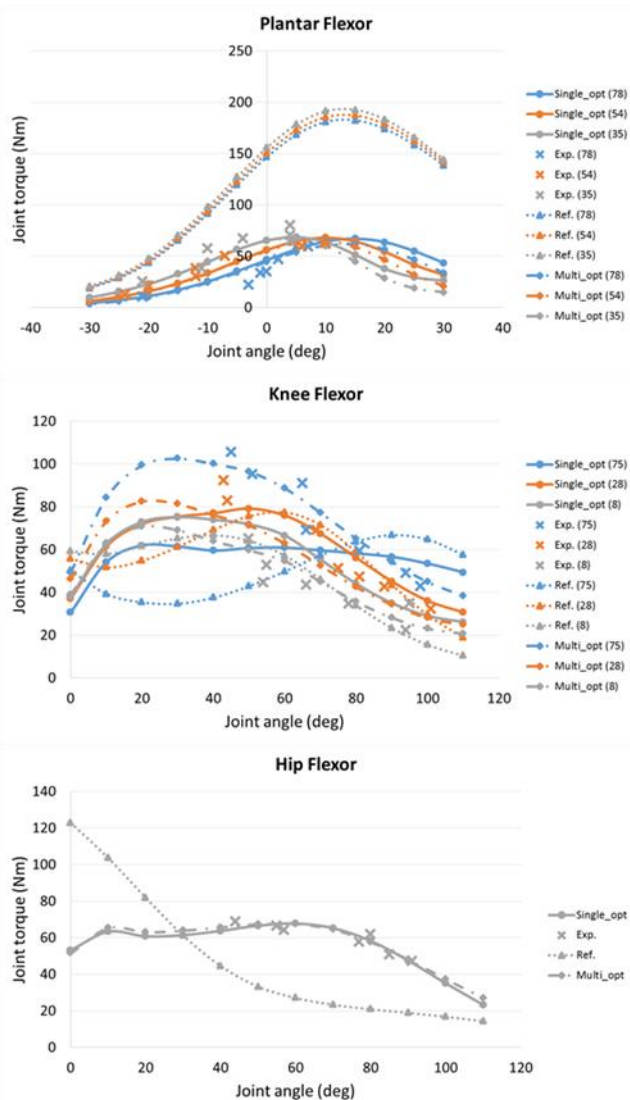 Plantar Flexor
Joint torque (Nm)
250
200
150
100
50
0
-40
-30
-20
-10
0
10
20
30
40
Joint angle (deg)
Single_opt (78)
Single_opt (54)
Single_opt (35)
Exp. (78)
Exp. (54)
Exp. (35)
Ref. (78)
Ref. (54)
Ref. (35)
Multi_opt (78)
Multi_opt (54)
Multi_opt (35)
Knee Flexor
Joint torque (Nm)
120
100
80
60
40
20
0
0
20
40
60
80
100
120
Joint angle (deg)
Single_opt (75)
Single_opt (28)
Single_opt (8)
Exp. (75)
Exp. (28)
Exp. (8)
Ref. (75)
Ref. (28)
Ref. (8)
Multi_opt (75)
Multi_opt (28)
Multi_opt (8)
Hip Flexor
Joint torque (Nm)
140
120
100
80
60
40
20
0
0
20
40
60
80
100
120
Joint angle (deg)
Single_opt
Exp.
Ref.
Multi_opt